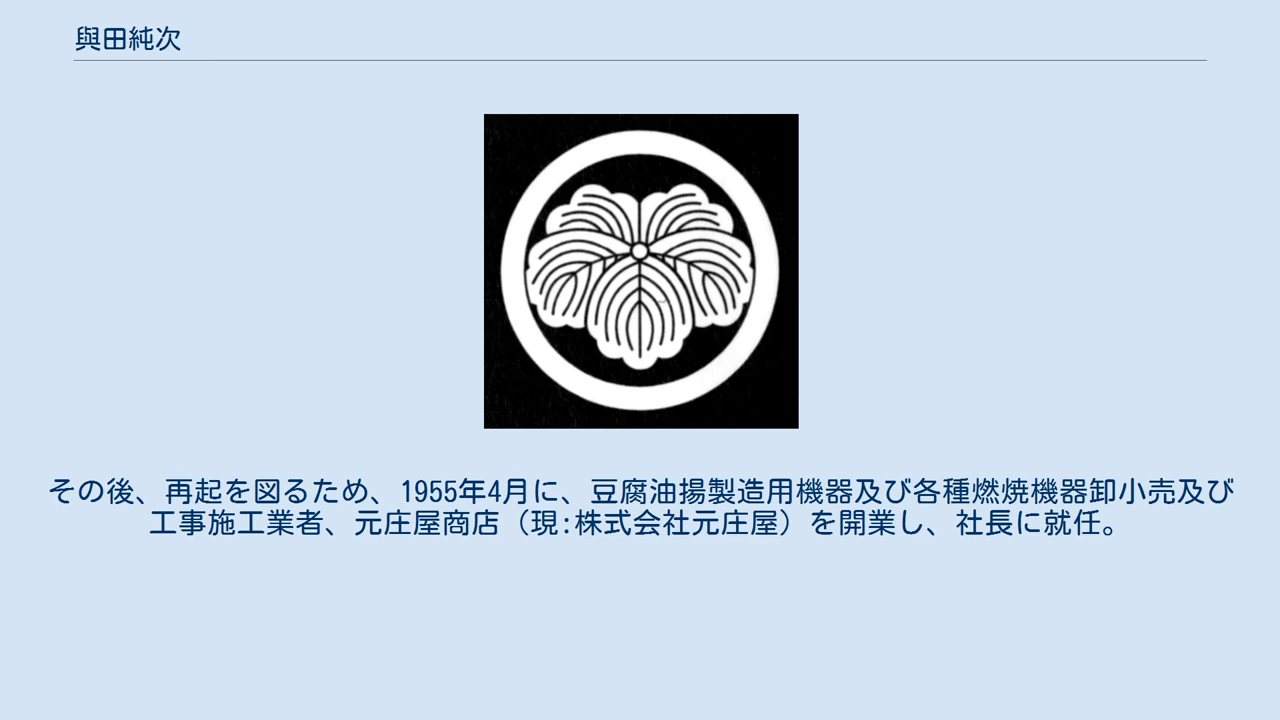 與田純次
その後、再起を図るため、1955年4月に、豆腐油揚製造用機器及び各種燃焼機器卸小売及び
工事施工業者、元庄屋商店（現:株式会社元庄屋）を開業し、社長に就任。